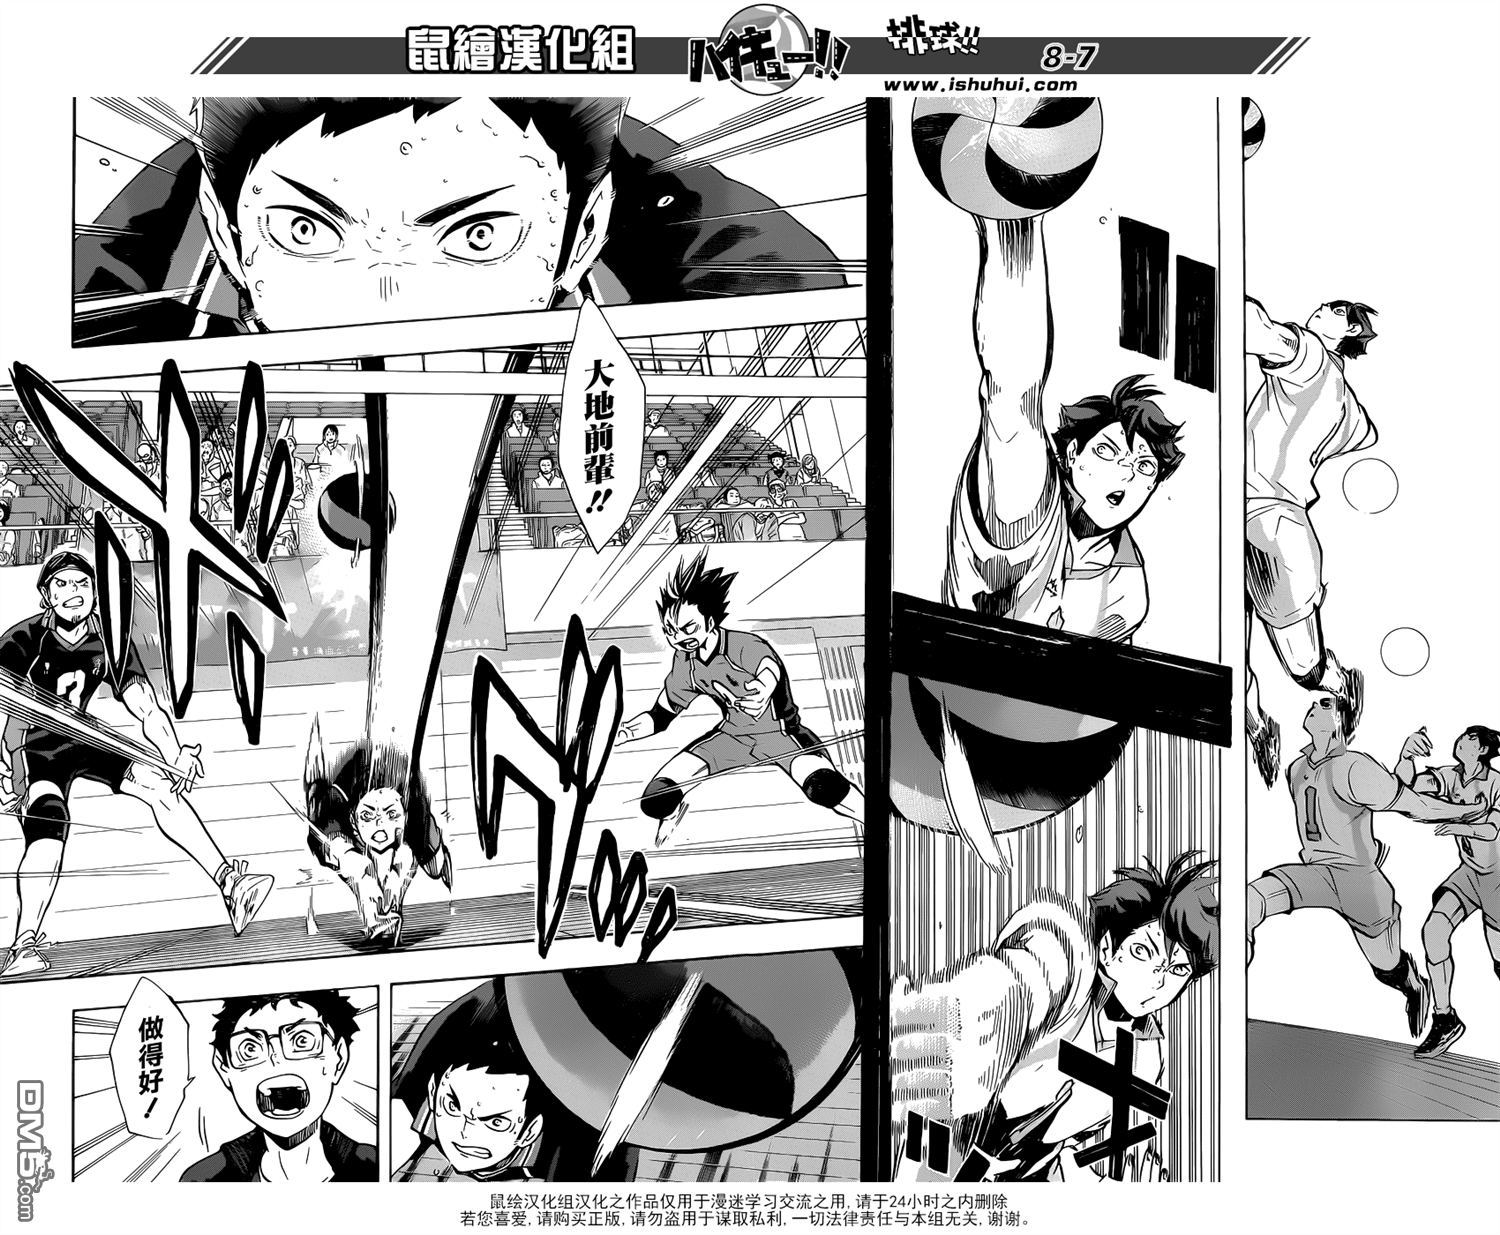 鼠繪漢化組
ハイキュー!!
排球!!
8-7
www.ishuhui.com
大地前輩!!
做得好!
DM5.com
鼠绘汉化组汉化之作品仅用于漫迷学习交流之用, 请于24小时之内删除
若您喜爱, 请购买正版, 请勿盗用于谋取私利, 一切法律责任与本组无关, 谢谢。